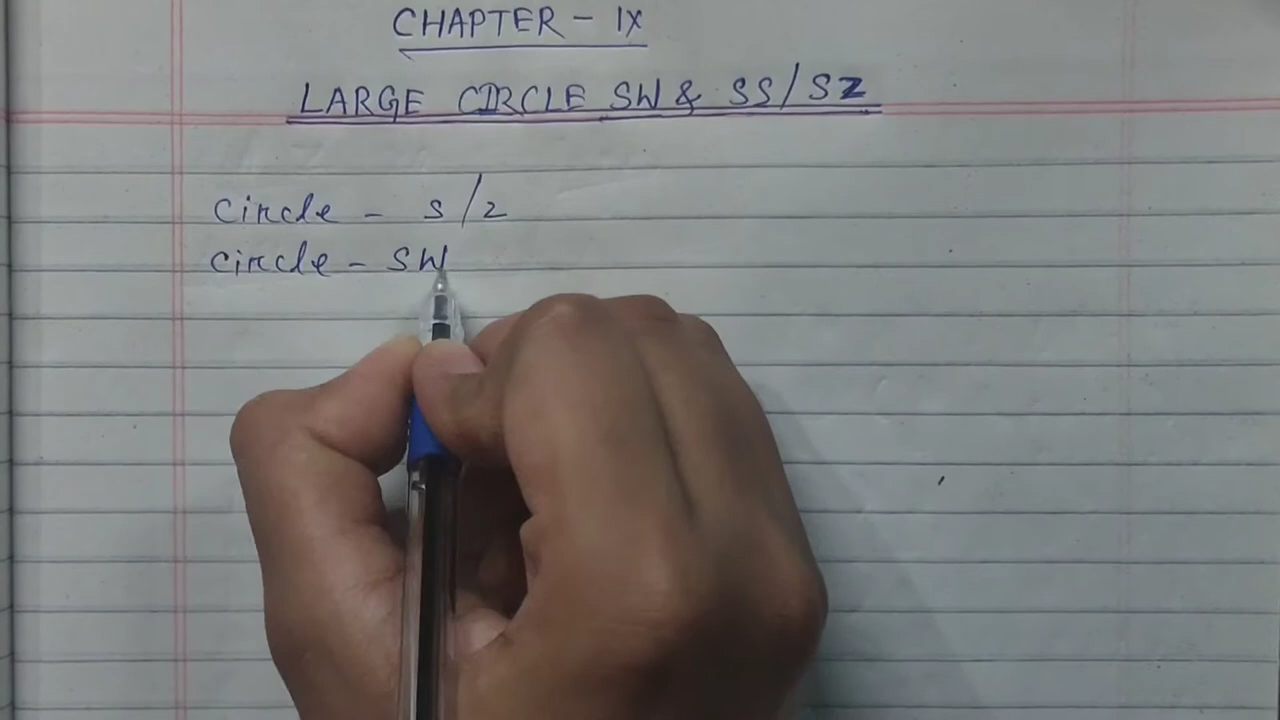 CHAPTER - IX
LARGE CIRCLE SW & SS/SZ
Circle - s/z
Circle - SW